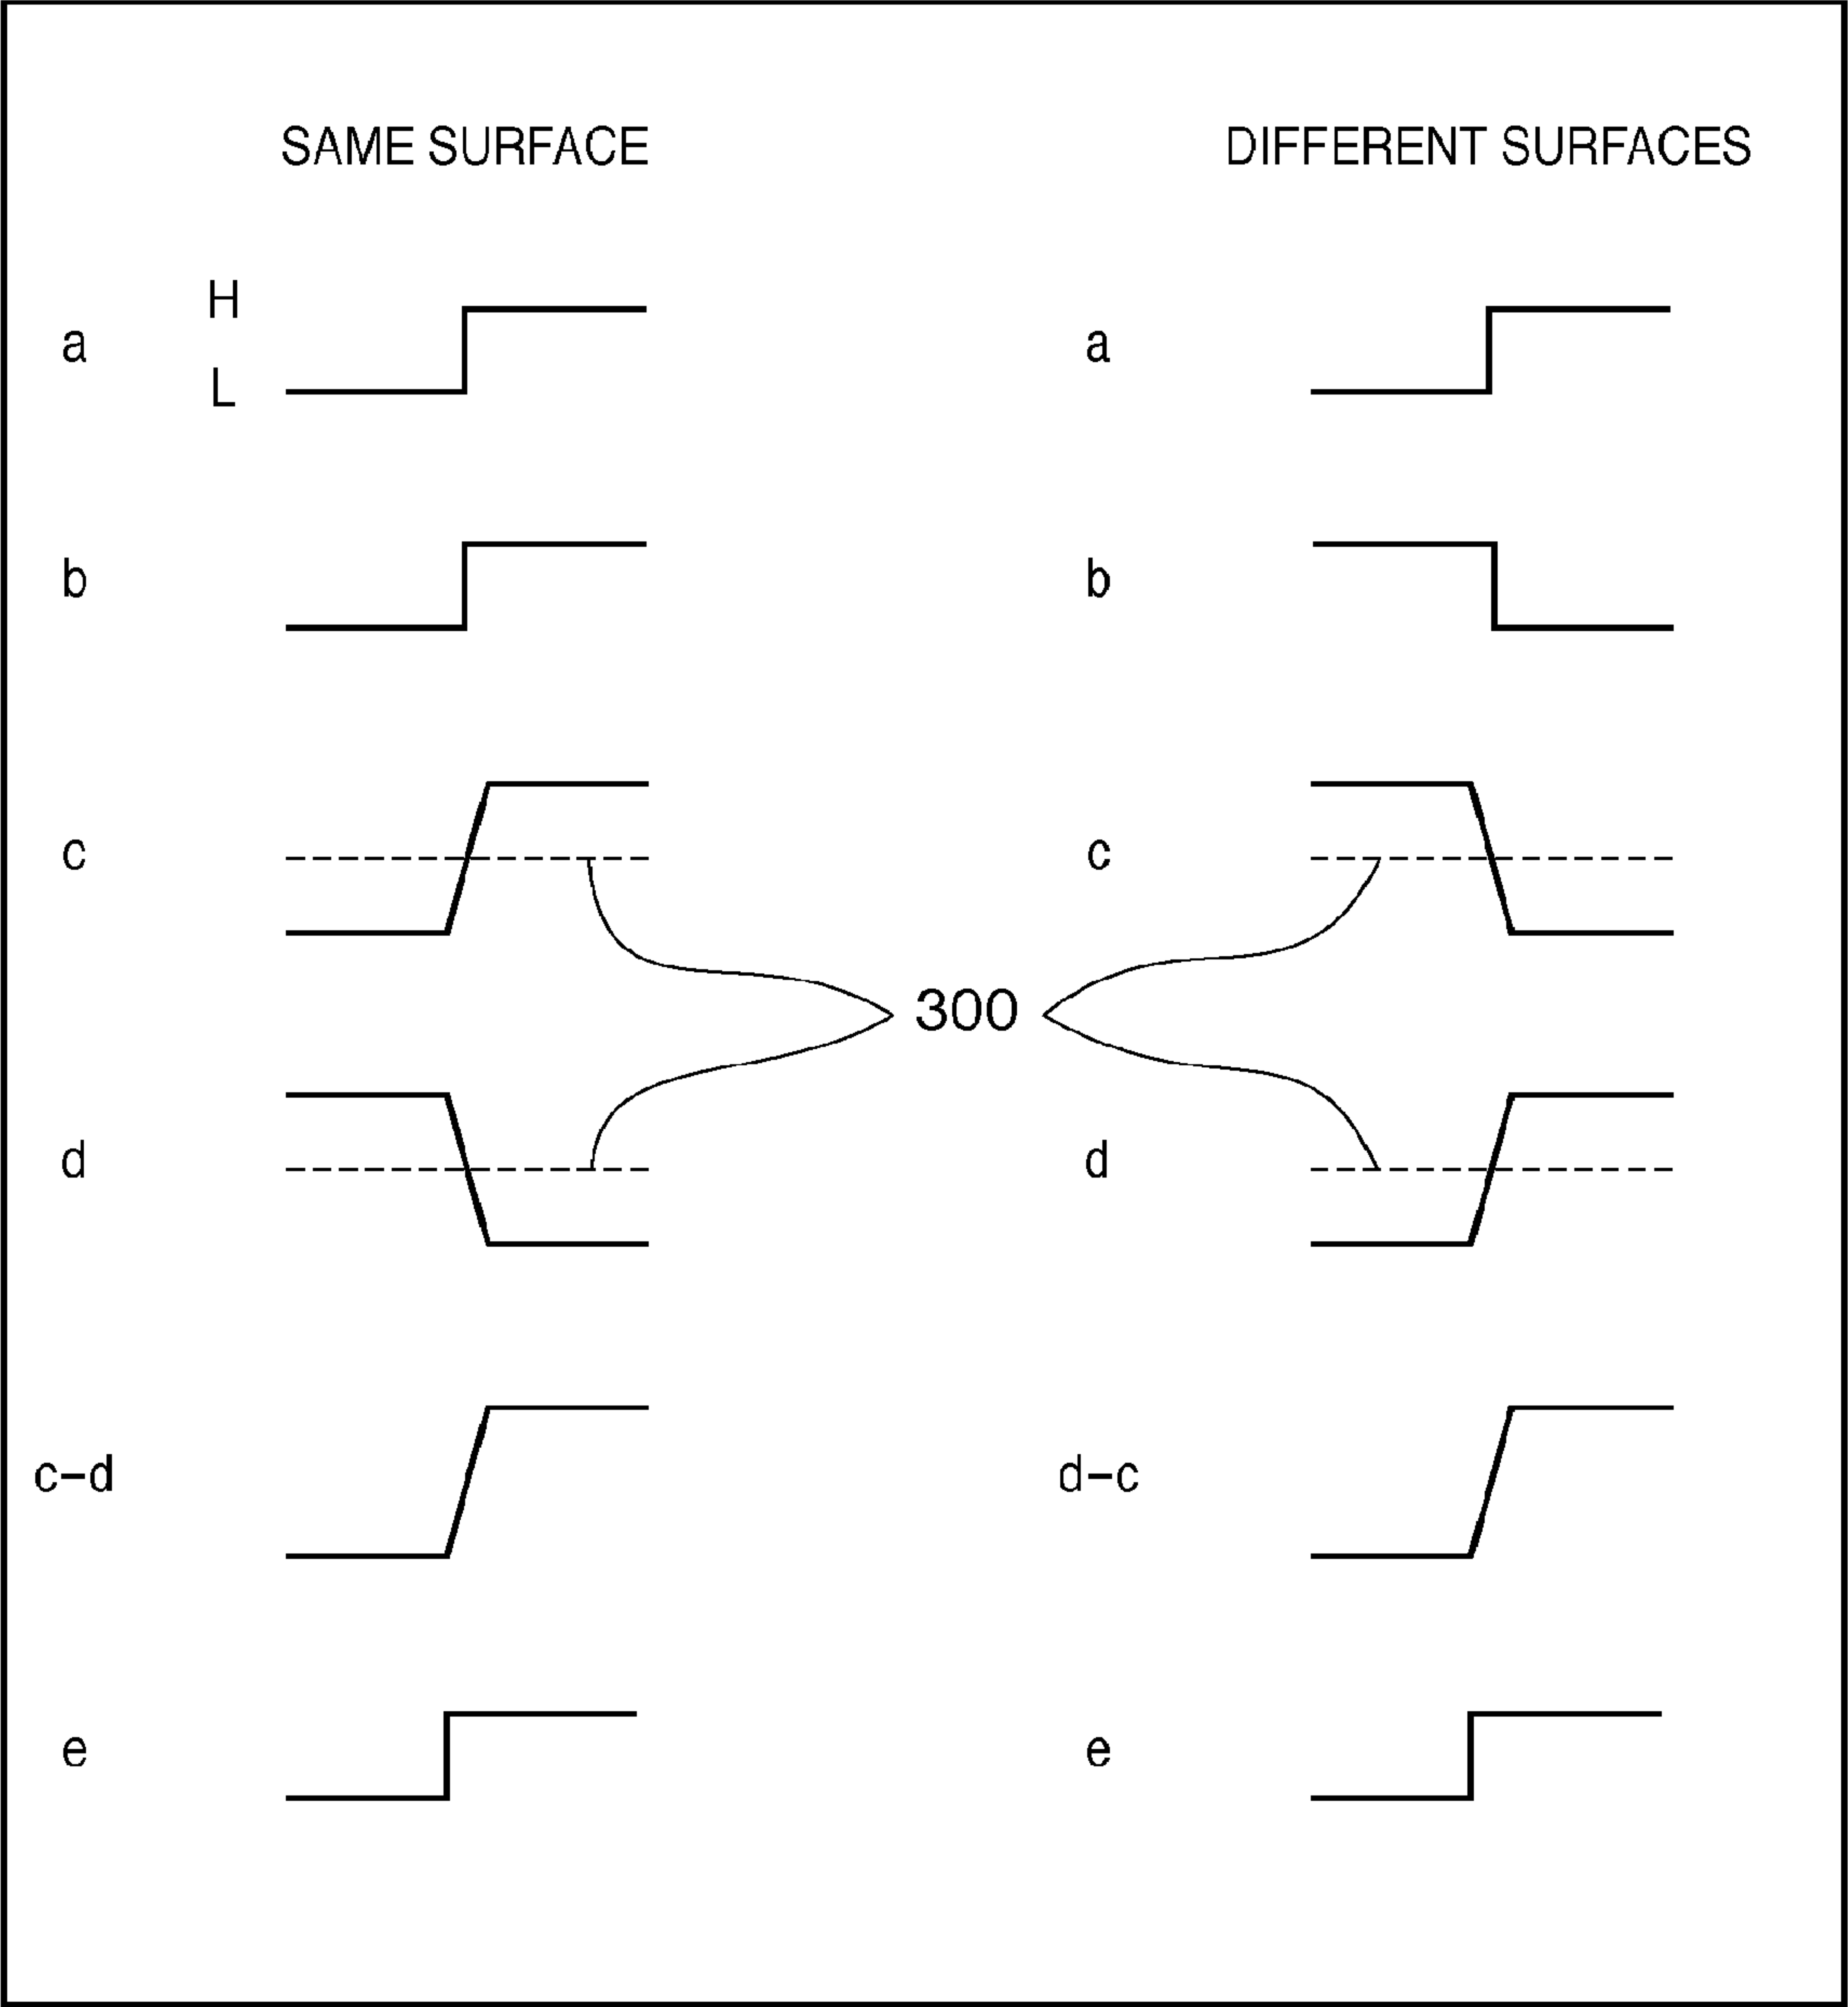 SAME SURFACE DIFFERENT SURFACES
H
a a
L
b b
c c
300
d d
c-d d-c
e e